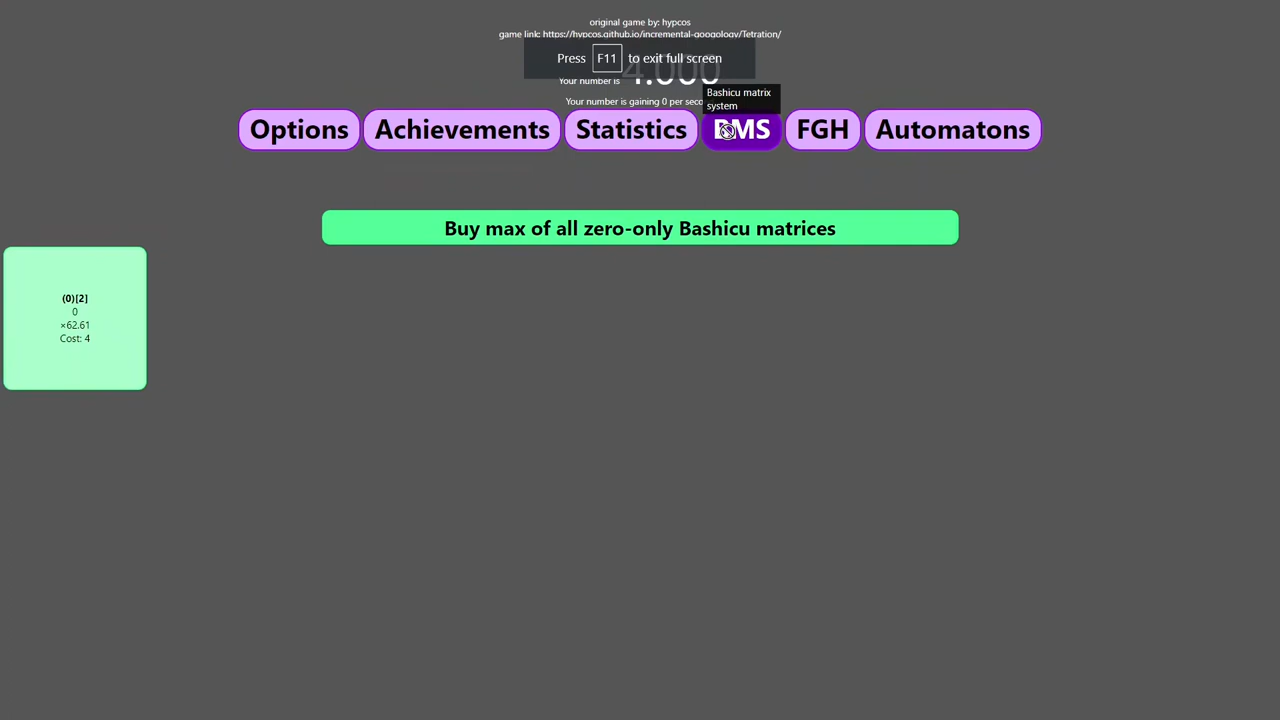 original game by: hypcos
game link: https://hypcos.github.io/incremental-googology/Tetration/
Press F11 to exit full screen
Your number is 4.000
Your number is gaining 0 per
Bashicu matrix
system
Options Achievements Statistics BMS FGH Automatons
Buy max of all zero-only Bashicu matrices
(0)[2]
0
×62.61
Cost: 4